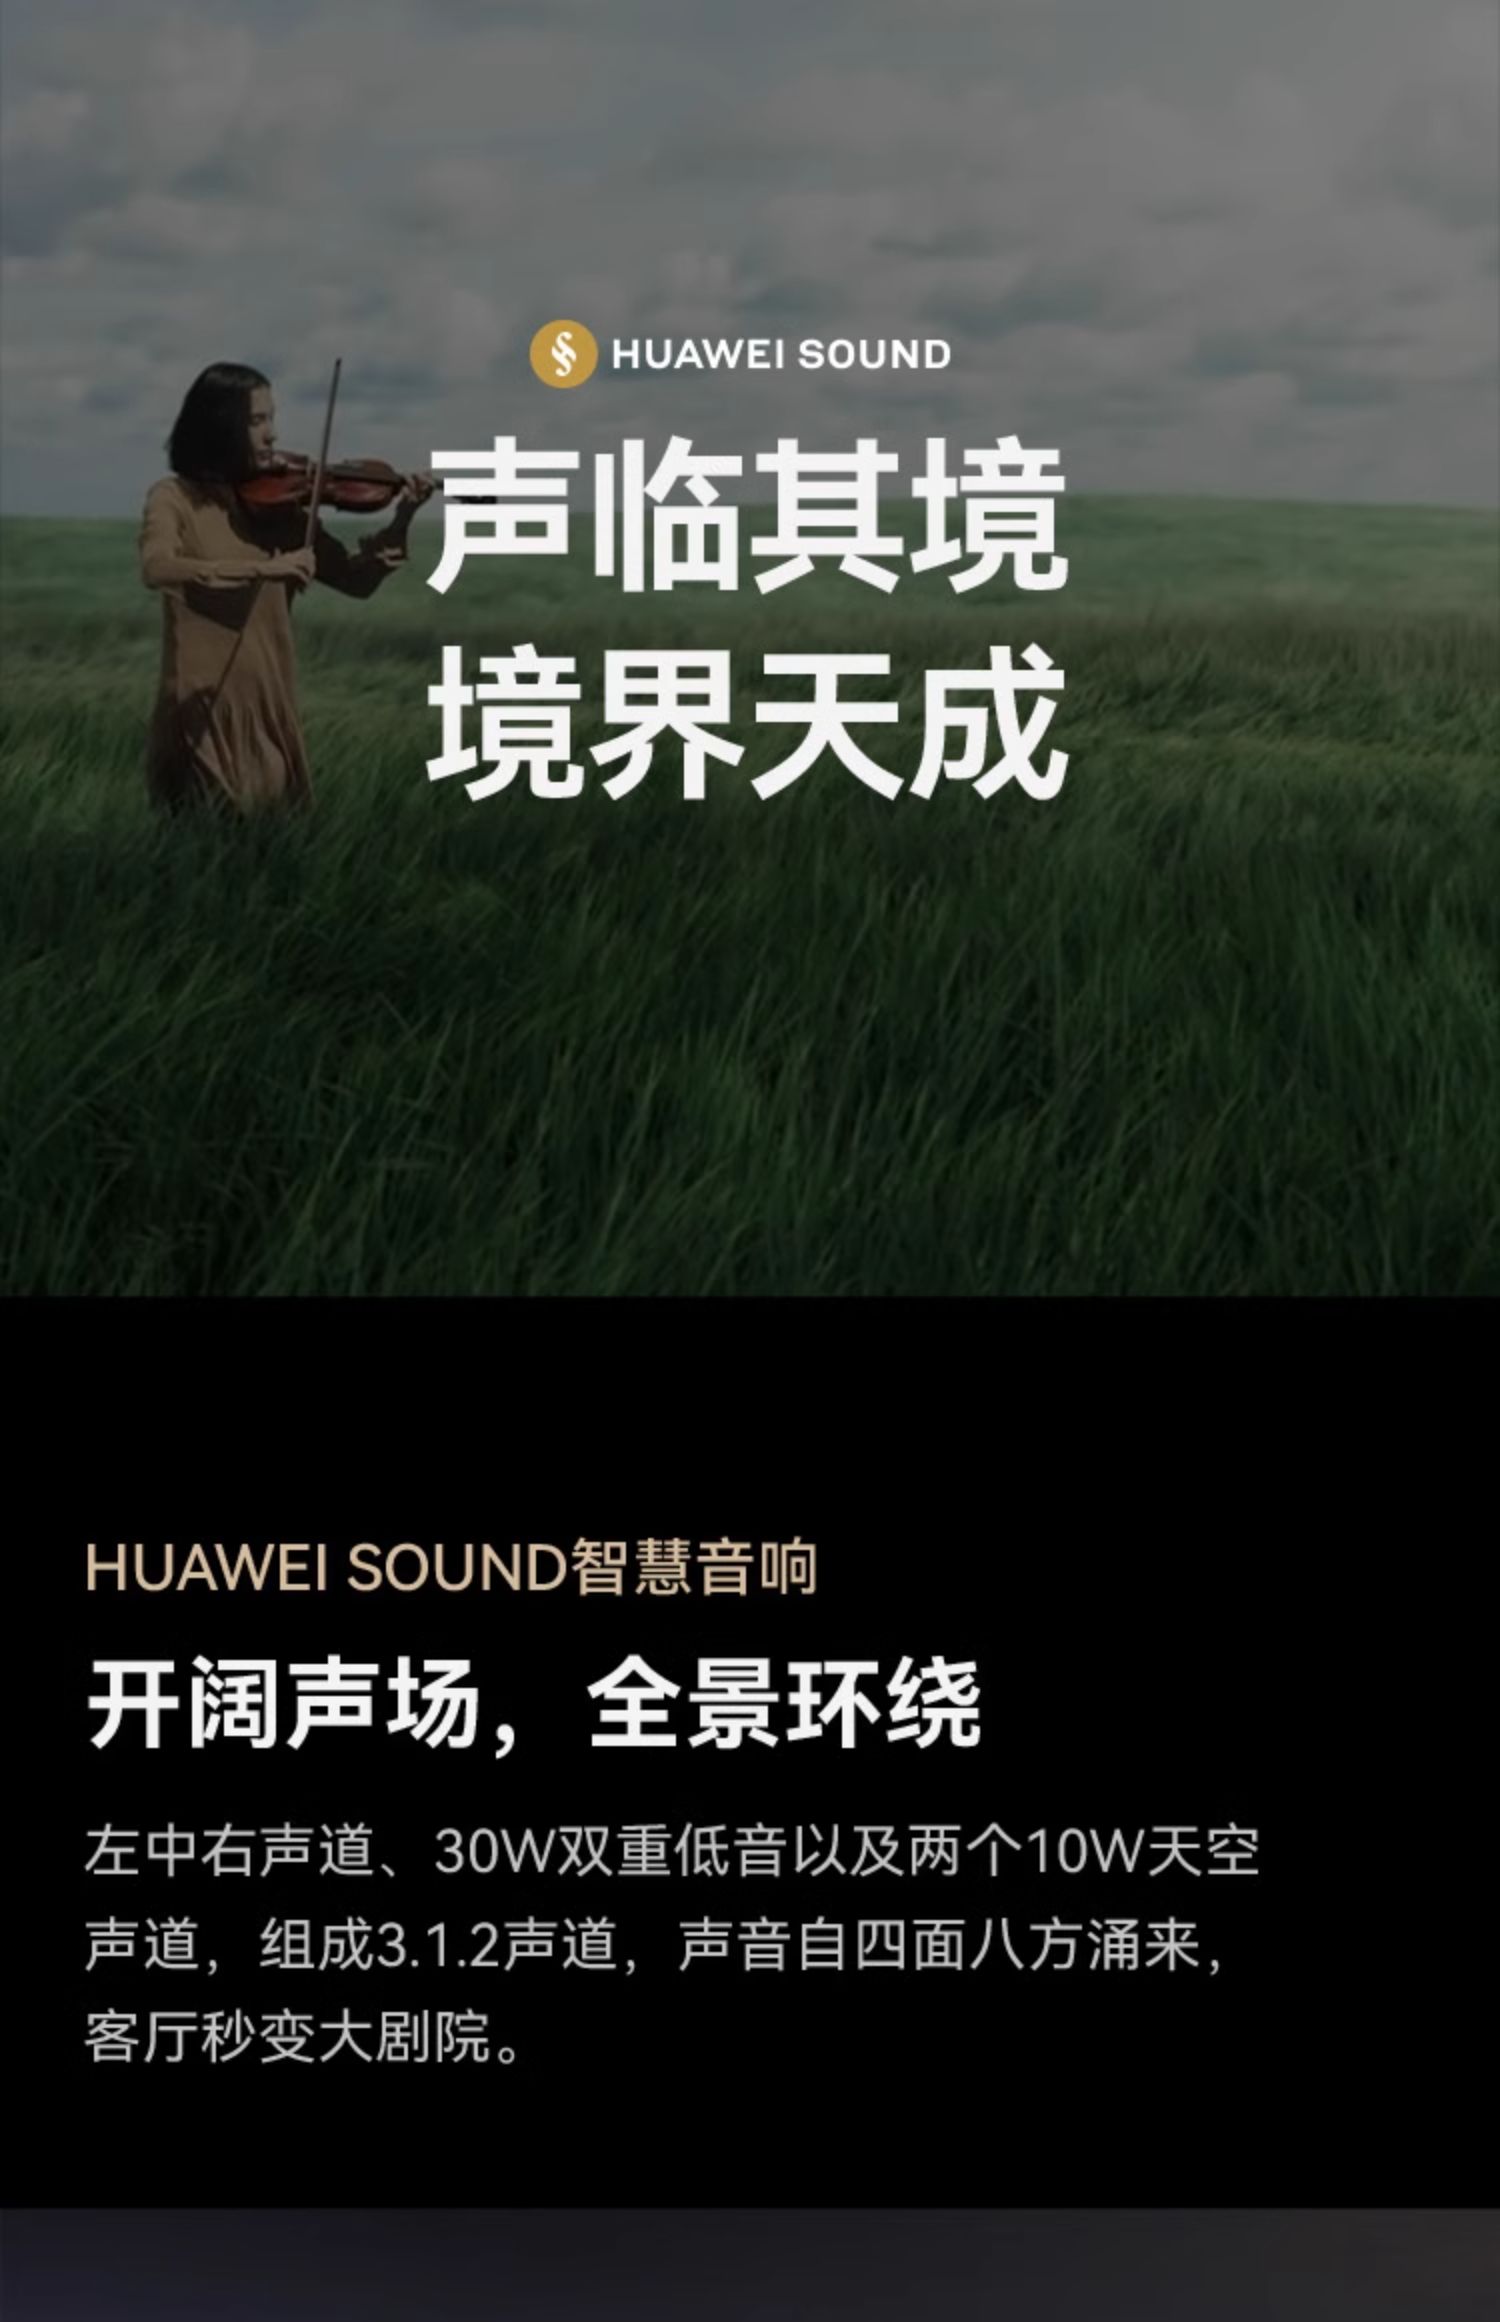 HUAWEI SOUND
声临其境
境界天成
HUAWEI SOUND智慧音响
开阔声场，全景环绕
左中右声道、30W双重低音以及两个10W天空
声道，组成3.1.2声道，声音自四面八方涌来，
客厅秒变大剧院。